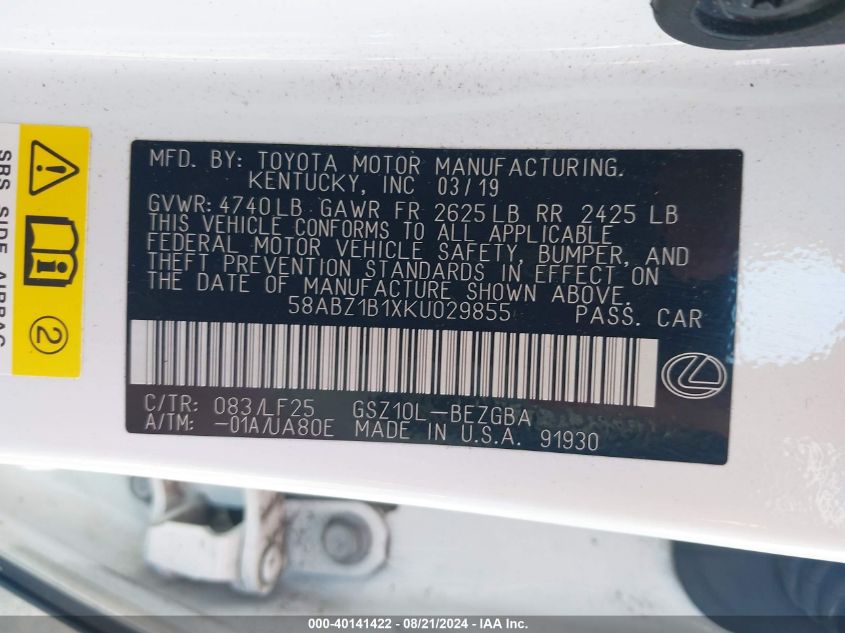 SRS SIDE AIRBAG
2
MFD. BY: TOYOTA MOTOR MANUFACTURING.
KENTUCKY, INC 03/19
GVWR: 4740LB GAWR FR 2625LB RR 2425 LB
THIS VEHICLE CONFORMS TO ALL APPLICABLE
FEDERAL MOTOR VEHICLE SAFETY, BUMPER, AND
THEFT PREVENTION STANDARDS IN EFFECT ON
THE DATE OF MANUFACTURE SHOWN ABOVE.
58ABZ1B1XKU029855 PASS. CAR
C/TR: 083/LF25 GSZ10L-BEZGBA
A/TM: -01A/UA80E MADE IN U.S.A. 91930
000-40141422 - 08/21/2024 - IAA Inc.